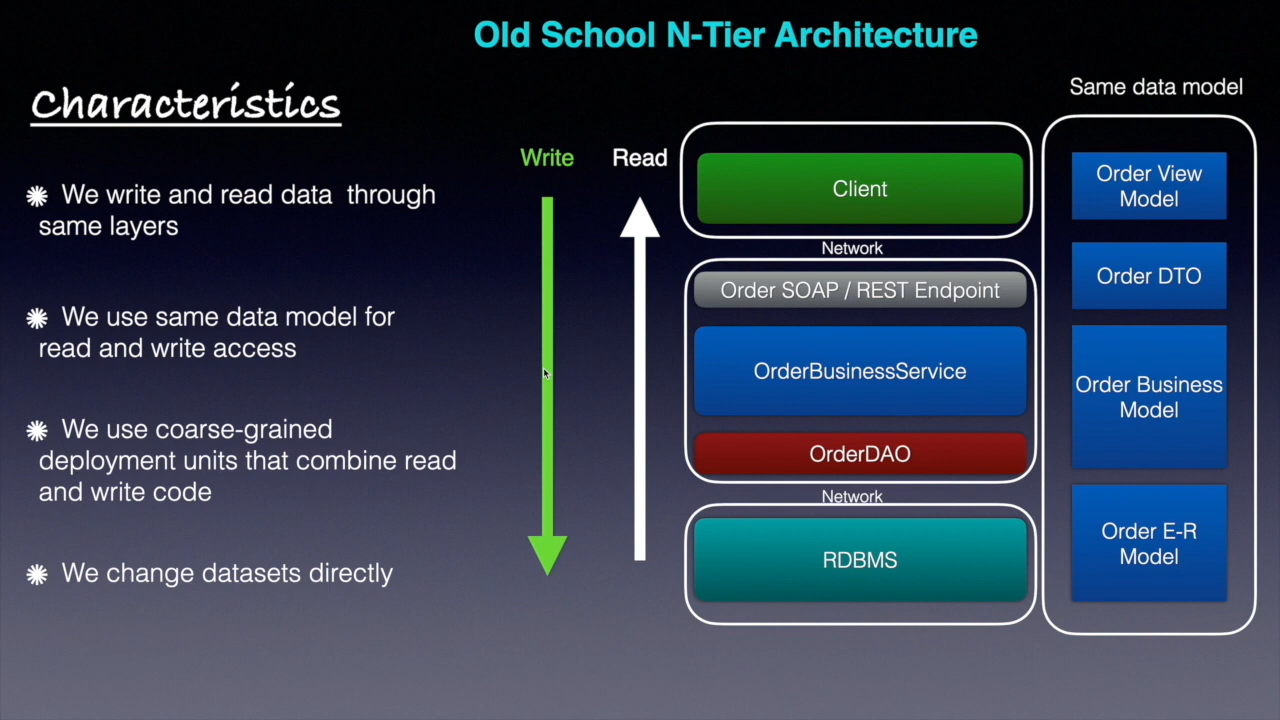 Old School N-Tier Architecture
Characteristics
We write and read data through
same layers
We use same data model for
read and write access
We use coarse-grained
deployment units that combine read
and write code
We change datasets directly
Write
Read
Client
Network
Order SOAP / REST Endpoint
OrderBusinessService
OrderDAO
Network
RDBMS
Same data model
Order View
Model
Order DTO
Order Business
Model
Order E-R
Model